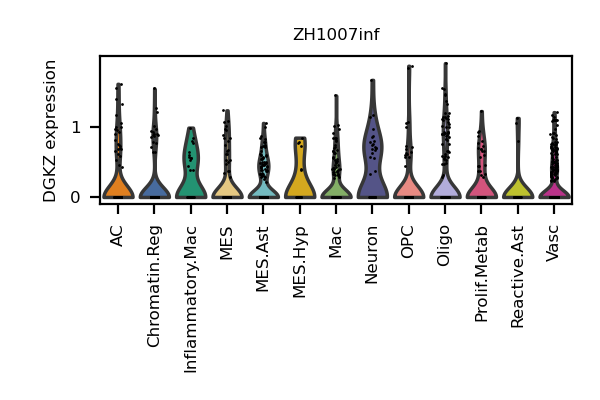 ZH1007inf
DGKZ expression
1
0
AC
Chromatin.Reg
Inflammatory.Mac
MES
MES.Ast
MES.Hyp
Mac
Neuron
OPC
Oligo
Prolif.Metab
Reactive.Ast
Vasc